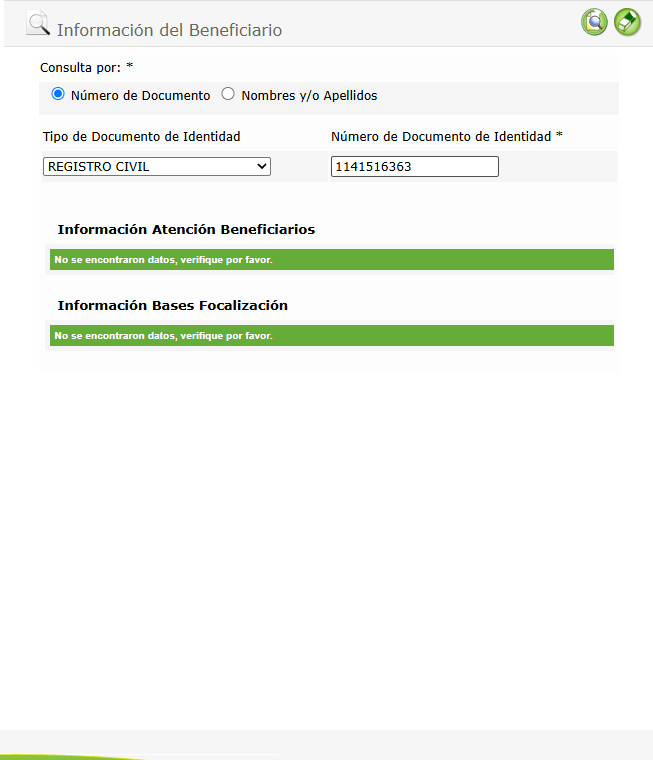 Información del Beneficiario
Consulta por: *
Número de Documento Nombres y/o Apellidos
Tipo de Documento de Identidad Número de Documento de Identidad *
REGISTRO CIVIL 1141516363
Información Atención Beneficiarios
No se encontraron datos, verifique por favor.
Información Bases Focalización
No se encontraron datos, verifique por favor.